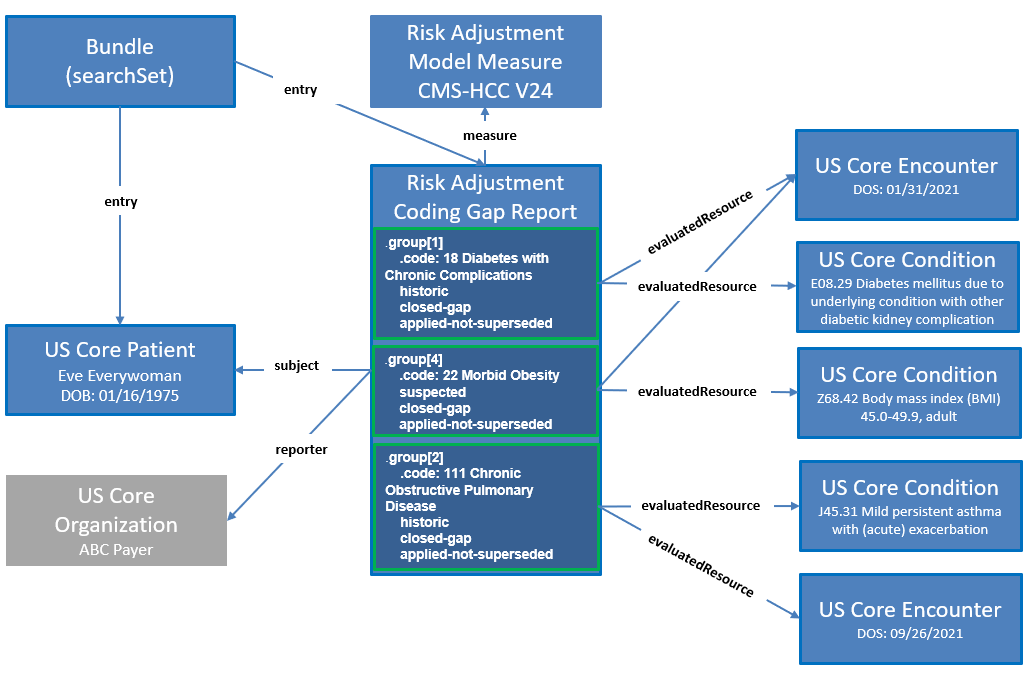 Bundle
(searchSet)
Risk Adjustment
Model Measure
CMS-HCC V24
entry
measure
entry
Risk Adjustment
Coding Gap Report
.group[1]
.code: 18 Diabetes with
Chronic Complications
historic
closed-gap
applied-not-superseded
.group[4]
.code: 22 Morbid Obesity
suspected
closed-gap
applied-not-superseded
.group[2]
.code: 111 Chronic
Obstructive Pulmonary
Disease
historic
closed-gap
applied-not-superseded
US Core Patient
Eve Everywoman
DOB: 01/16/1975
subject
reporter
US Core
Organization
ABC Payer
evaluatedResource
US Core Encounter
DOS: 01/31/2021
evaluatedResource
US Core Condition
E08.29 Diabetes mellitus due to
underlying condition with other
diabetic kidney complication
evaluatedResource
US Core Condition
Z68.42 Body mass index (BMI)
45.0-49.9, adult
evaluatedResource
US Core Condition
J45.31 Mild persistent asthma
with (acute) exacerbation
evaluatedResource
US Core Encounter
DOS: 09/26/2021